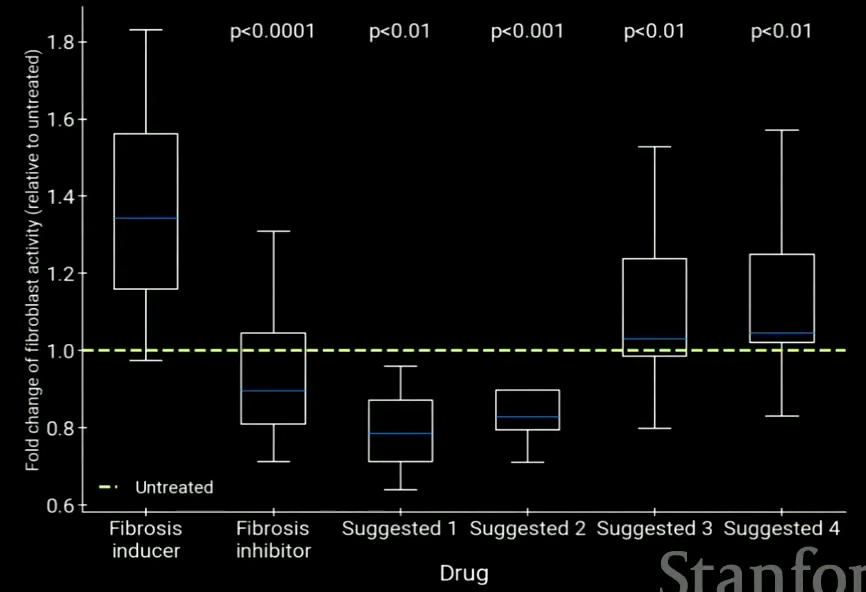 p<0.0001 p<0.01 p<0.001 p<0.01 p<0.01
Fold change of fibroblast activity (relative to untreated)
1.8
1.6
1.4
1.2
1.0
0.8
0.6
Untreated
Fibrosis inducer
Fibrosis inhibitor
Suggested 1
Suggested 2
Suggested 3
Suggested 4
Drug
Stanfor